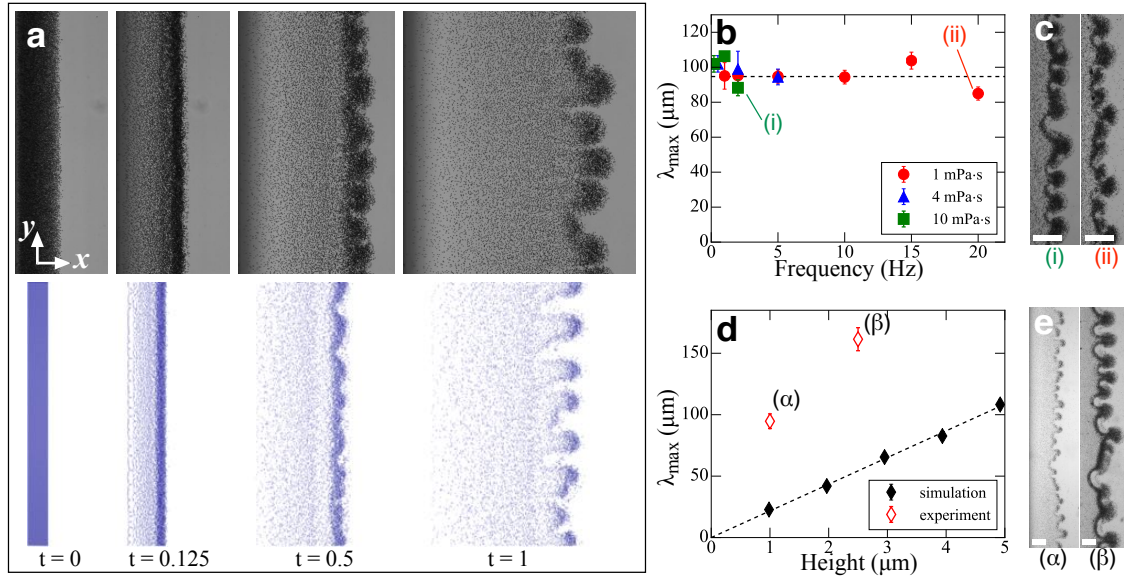 a
y
x
t = 0
t = 0.125
t = 0.5
t = 1
b
λmax (μm)
120
100
80
60
40
20
0
(i)
(ii)
1 mPa·s
4 mPa·s
10 mPa·s
0
5
10
15
20
Frequency (Hz)
c
(i)
(ii)
d
λmax (μm)
150
100
50
0
(α)
(β)
simulation
experiment
0
1
2
3
4
5
Height (μm)
e
(α)
(β)